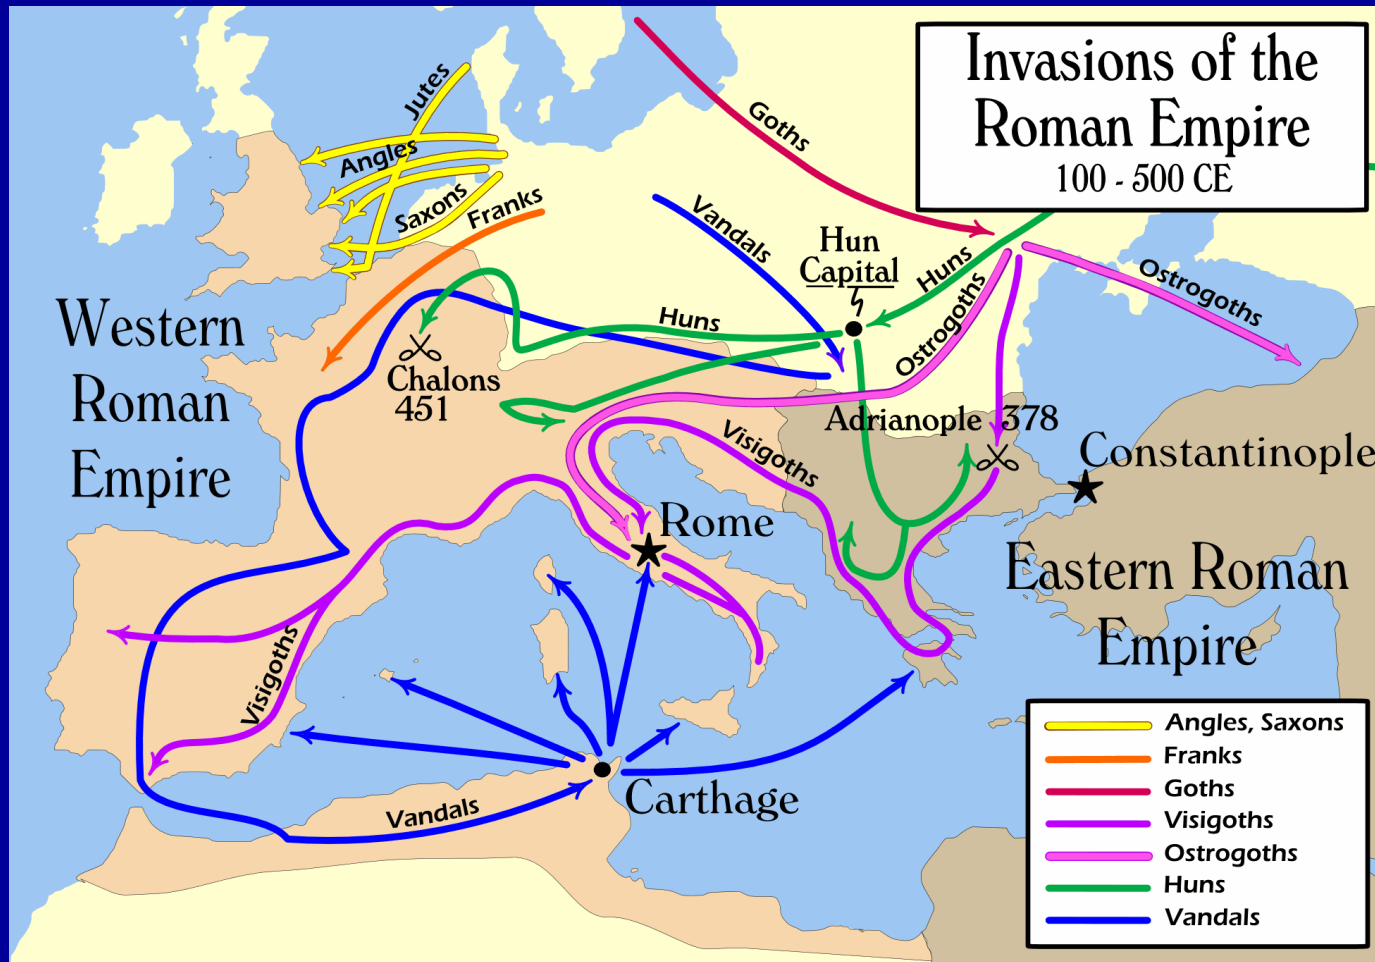 Invasions of the
Roman Empire
100 - 500 CE
Jutes
Angles
Saxons
Franks
Goths
Vandals
Hun
Capital
Huns
Ostrogoths
Ostrogoths
Huns
Western
Roman
Empire
Chalons
451
Adrianople 378
Visigoths
Constantinople
Rome
Eastern Roman
Empire
Visigoths
Vandals
Carthage
Angles, Saxons
Franks
Goths
Visigoths
Ostrogoths
Huns
Vandals